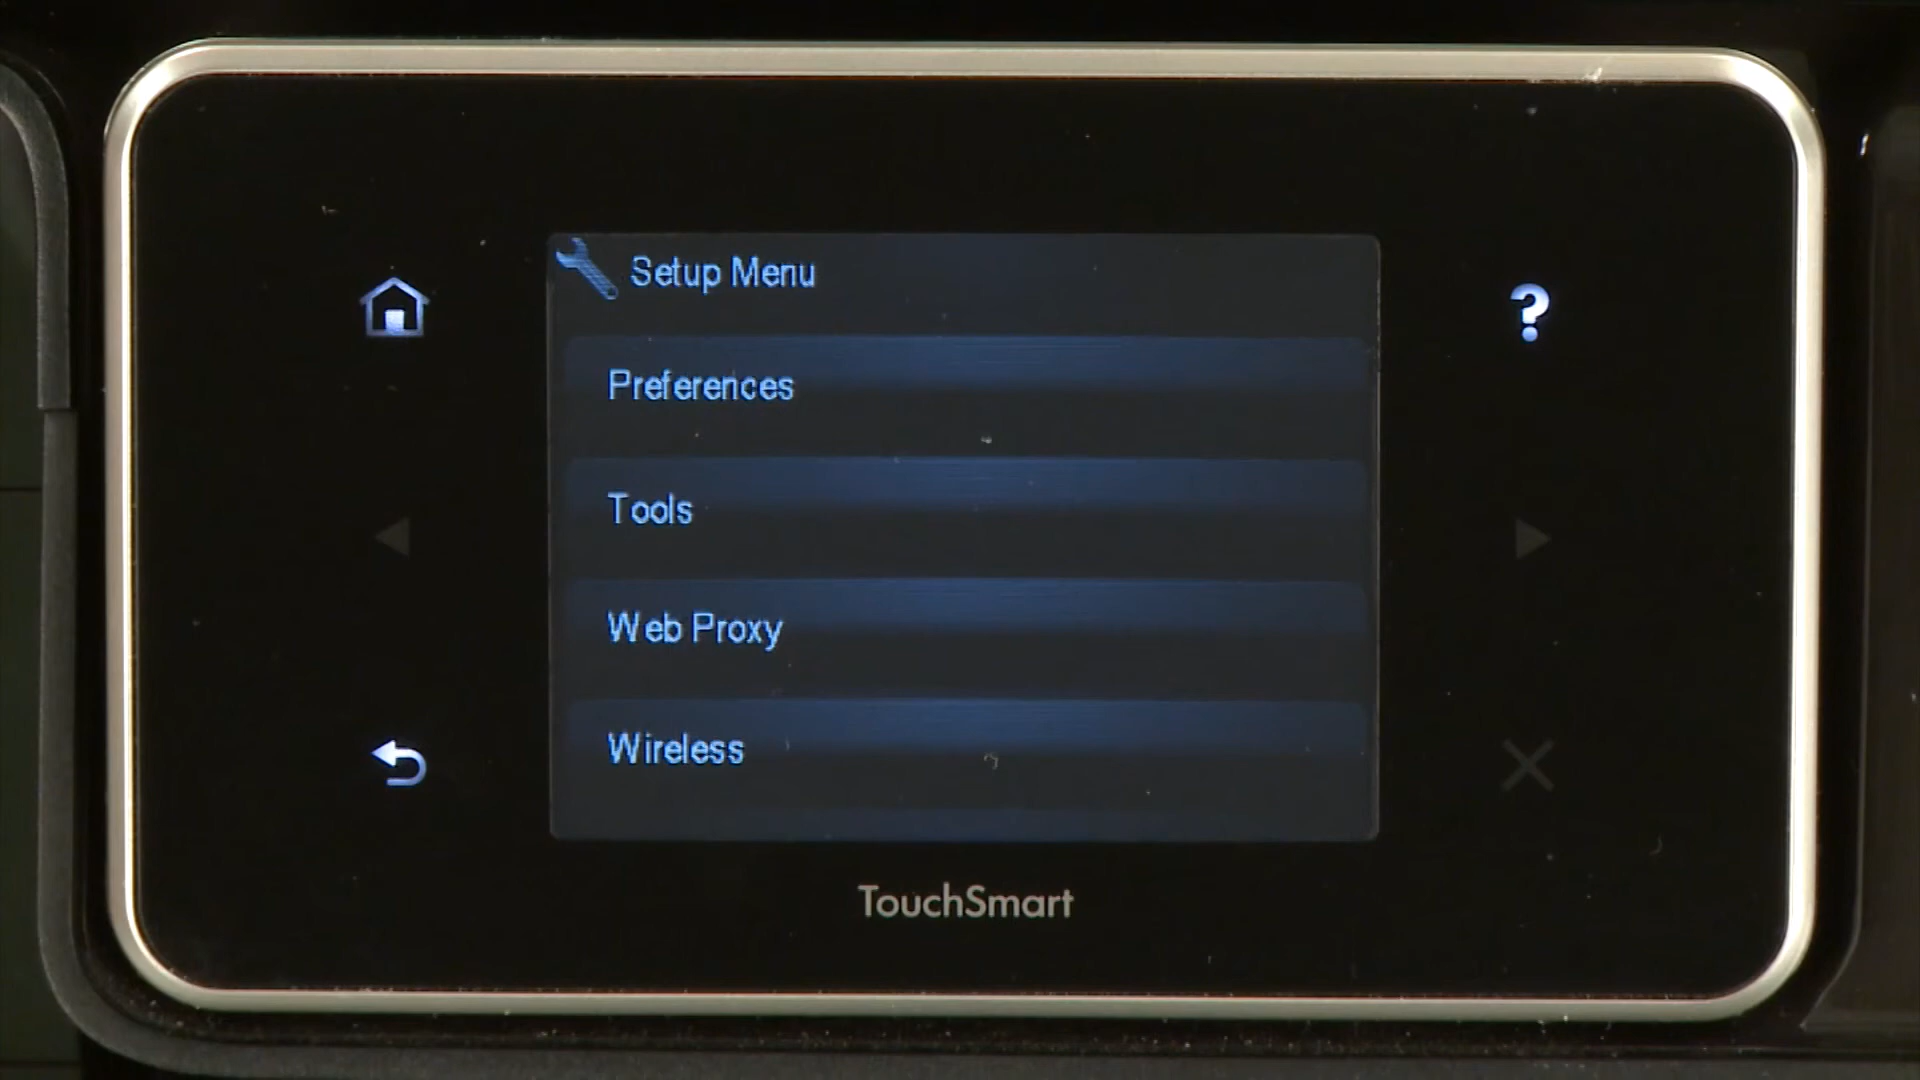 Setup Menu
Preferences
Tools
Web Proxy
Wireless
TouchSmart